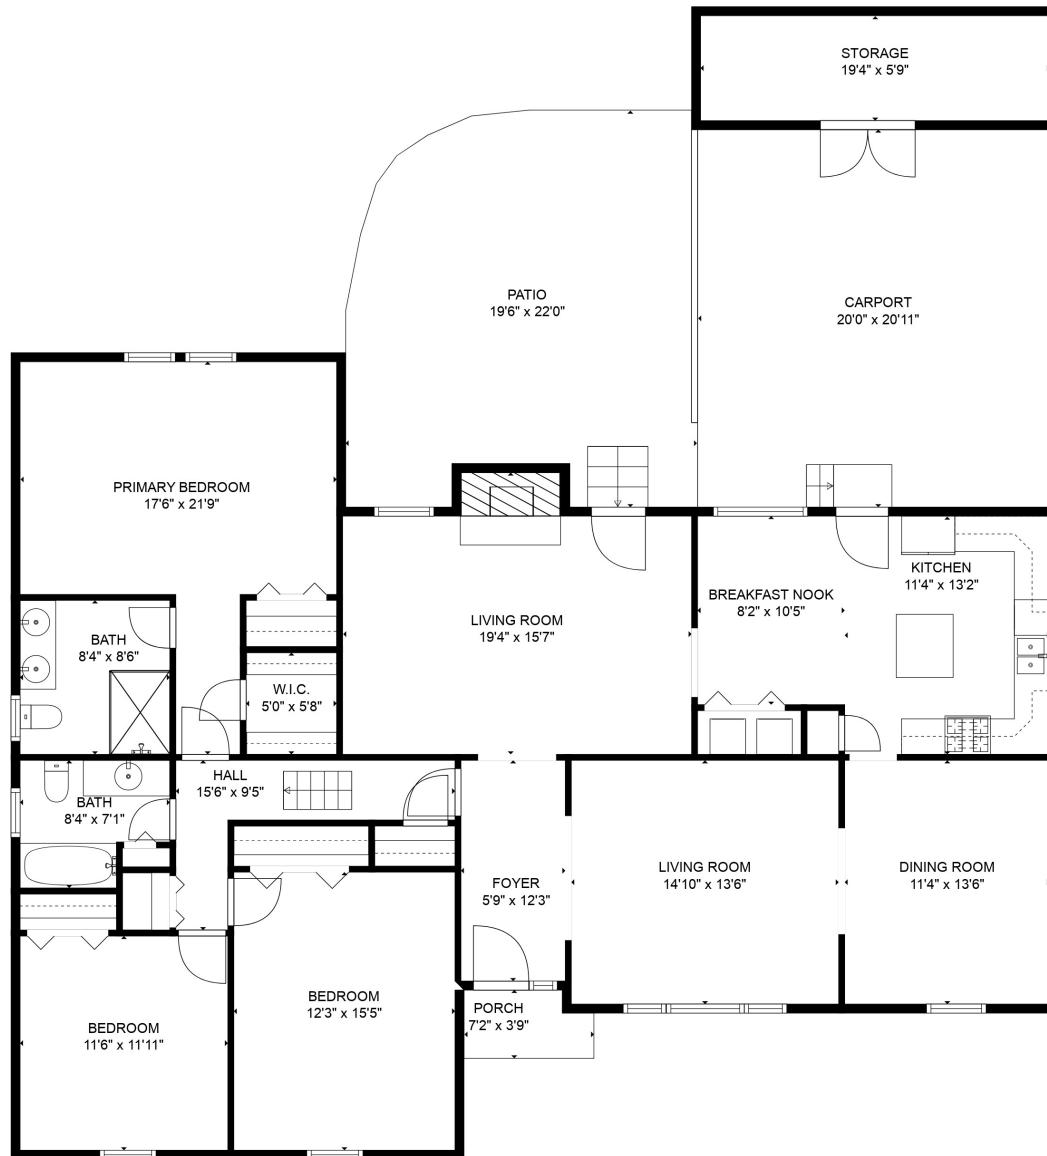 STORAGE
19'4" x 5'9"
PATIO
19'6" x 22'0"
CARPORT
20'0" x 20'11"
PRIMARY BEDROOM
17'6" x 21'9"
LIVING ROOM
19'4" x 15'7"
BREAKFAST NOOK
8'2" x 10'5"
KITCHEN
11'4" x 13'2"
BATH
8'4" x 8'6"
W.I.C.
5'0" x 5'8"
HALL
15'6" x 9'5"
BATH
8'4" x 7'1"
FOYER
5'9" x 12'3"
LIVING ROOM
14'10" x 13'6"
DINING ROOM
11'4" x 13'6"
BEDROOM
12'3" x 15'5"
PORCH
7'2" x 3'9"
BEDROOM
11'6" x 11'11"